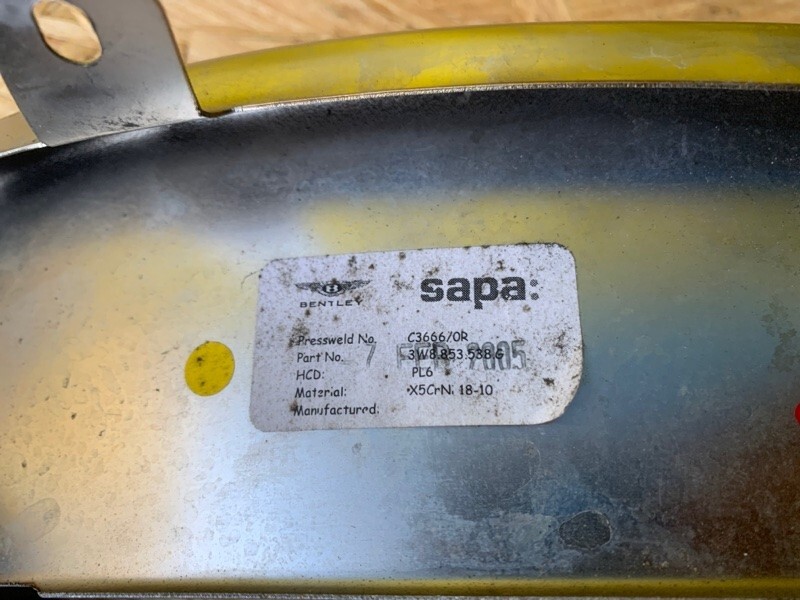 BENTLEY
sapa:
Pressweld No. C3666/OR
Part No. 3W8.853.538.G
7 FEB 2005
HCD: PL6
Material: X5CrNi 18-10
Manufactured: